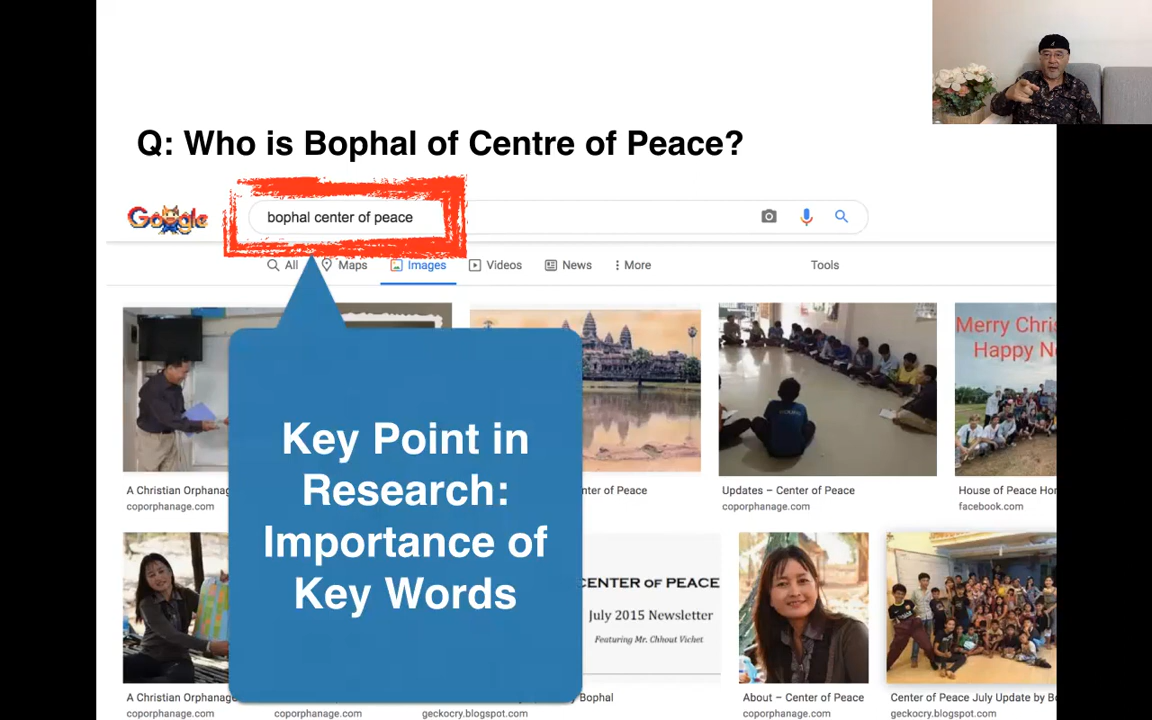 Q: Who is Bophal of Centre of Peace?
Google
bophal center of peace
All
Maps
Images
Videos
News
More
Tools
Merry Chri
Happy N
Key Point in
Research:
Importance of
Key Words
A Christian Orphanag
coporphanage.com
nter of Peace
Updates – Center of Peace
coporphanage.com
House of Peace Hor
facebook.com
CENTER OF PEACE
July 2015 Newsletter
Featuring Mr. Chhout Vichet
A Christian Orphanag
coporphanage.com
coporphanage.com
Bophal
geckocry.blogspot.com
About – Center of Peace
coporphanage.com
Center of Peace July Update by Bo
geckocry.blogspot.com